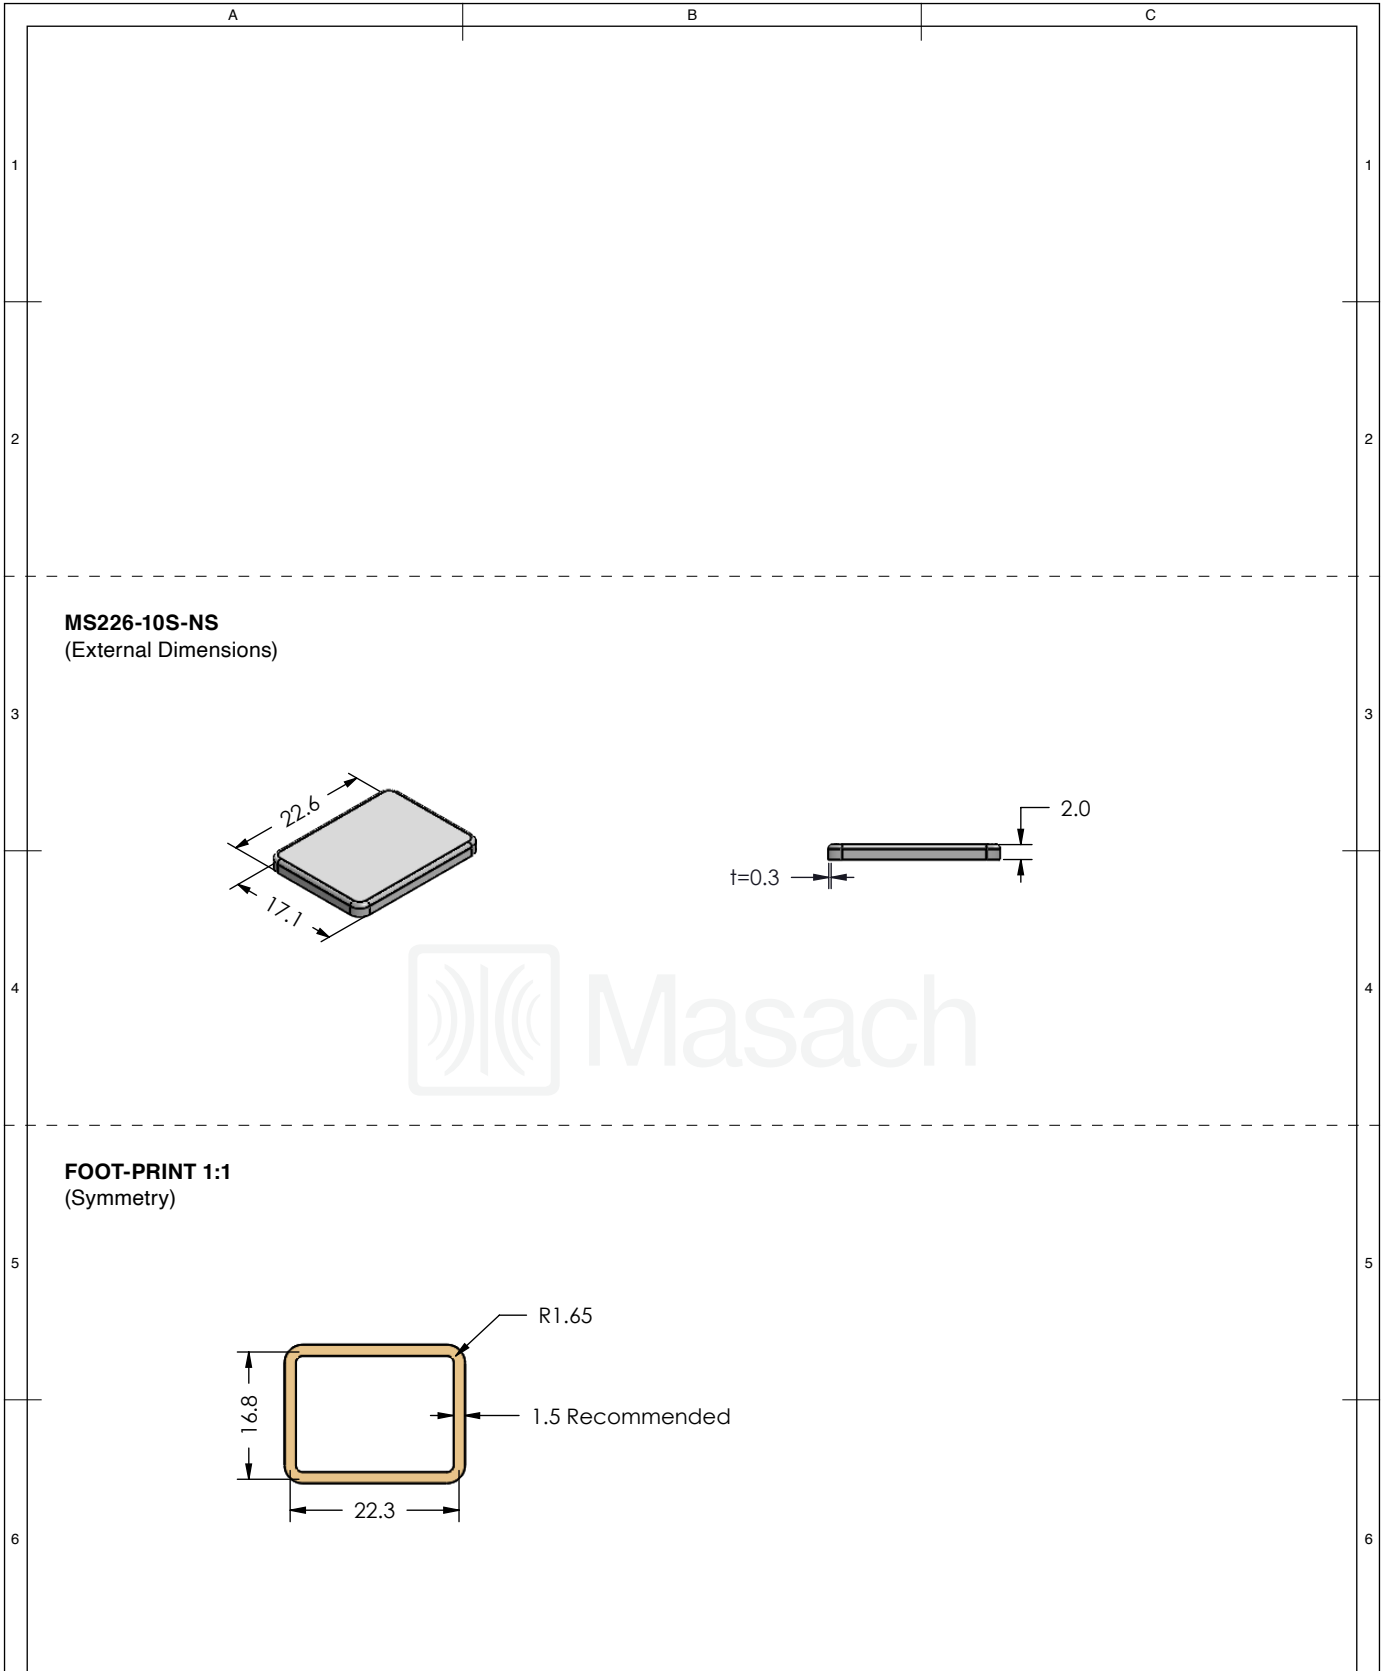 A B C
1 1
2 2
MS226-10S-NS
(External Dimensions)
3 3
22.6
17.1
2.0
t=0.3
4 4
Masach
FOOT-PRINT 1:1
(Symmetry)
5 5
R1.65
16.8
1.5 Recommended
22.3
6 6